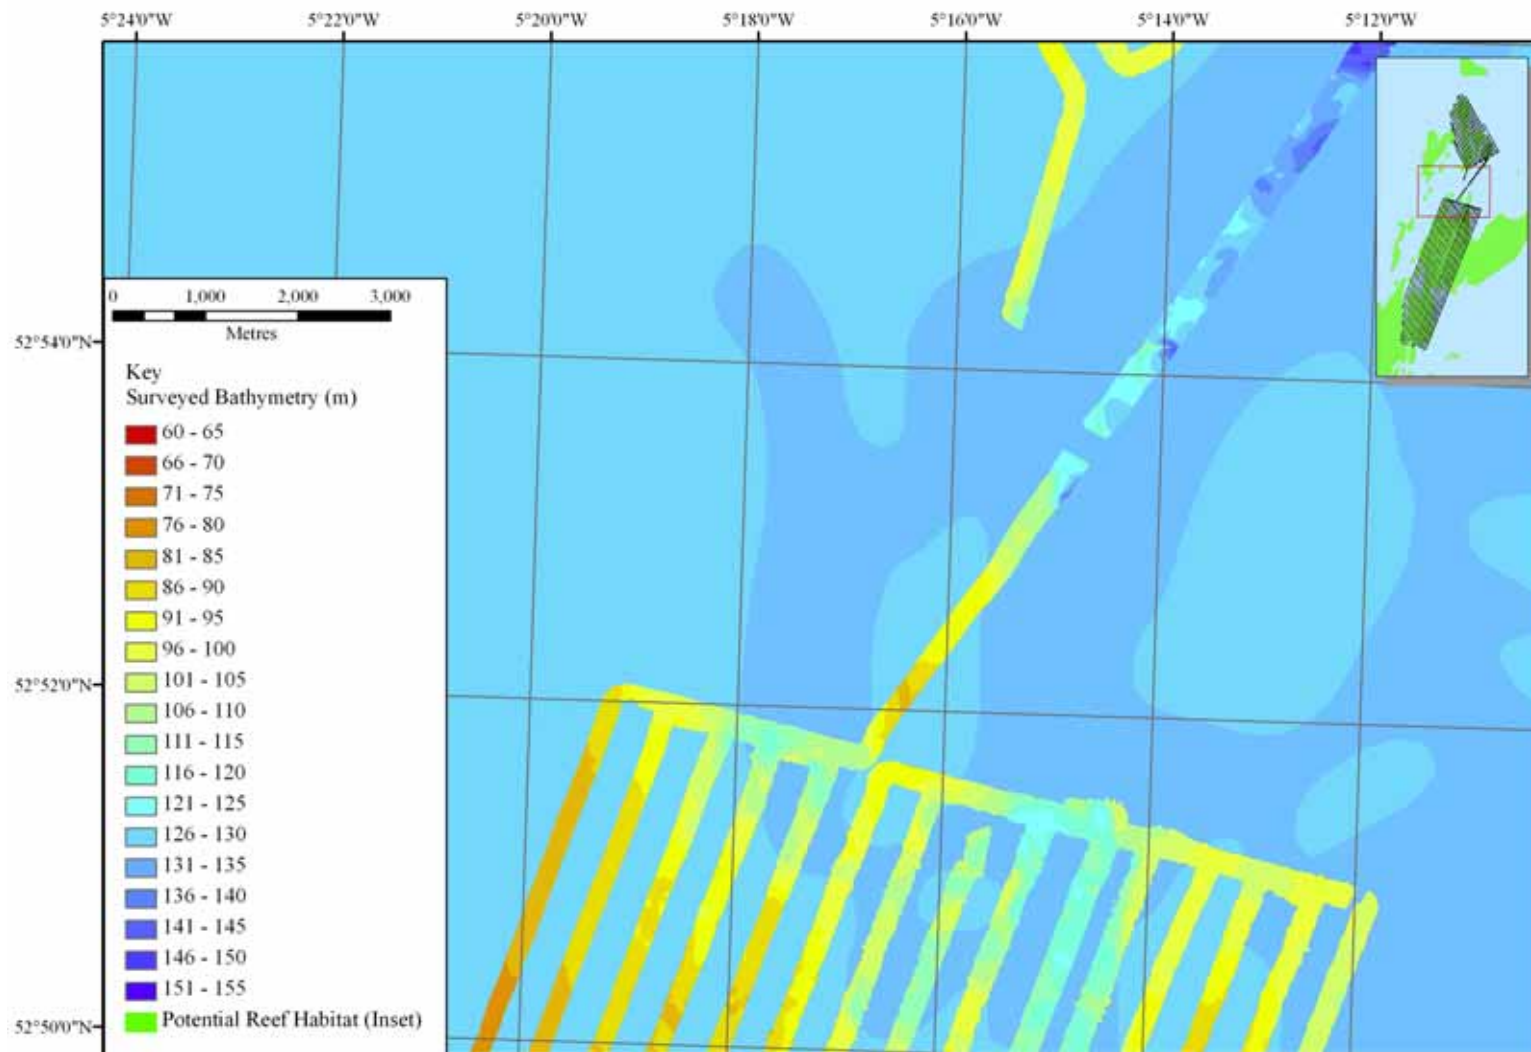 5°24'0"W 5°22'0"W 5°20'0"W 5°18'0"W 5°16'0"W 5°14'0"W 5°12'0"W
52°54'0"N
52°52'0"N
52°50'0"N
0 1,000 2,000 3,000
Metres
Key
Surveyed Bathymetry (m)
60 - 65
66 - 70
71 - 75
76 - 80
81 - 85
86 - 90
91 - 95
96 - 100
101 - 105
106 - 110
111 - 115
116 - 120
121 - 125
126 - 130
131 - 135
136 - 140
141 - 145
146 - 150
151 - 155
Potential Reef Habitat (Inset)